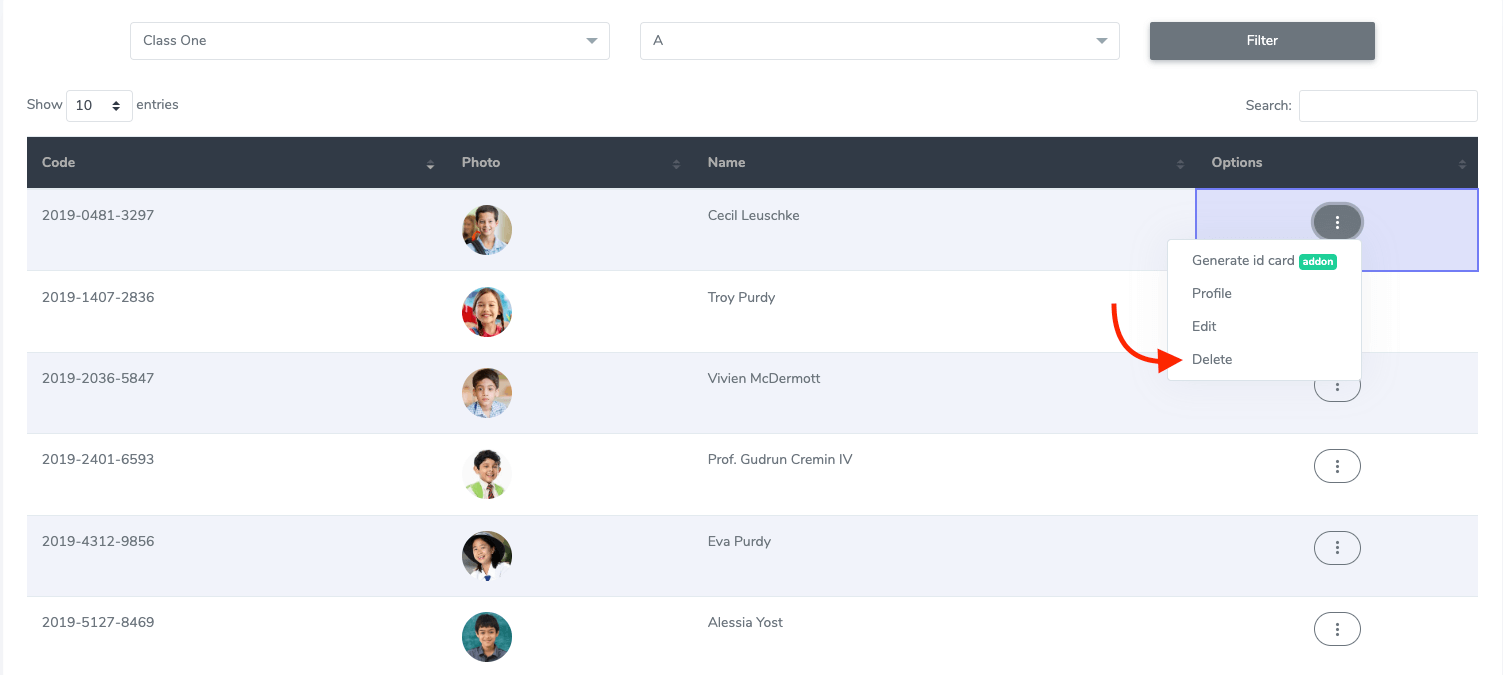 Class One A Filter
Show 10 entries Search:
Code Photo Name Options
2019-0481-3297 Cecil Leuschke
Generate id card addon
2019-1407-2836 Troy Purdy
Profile
Edit
Delete
2019-2036-5847 Vivien McDermott
2019-2401-6593 Prof. Gudrun Cremin IV
2019-4312-9856 Eva Purdy
2019-5127-8469 Alessia Yost